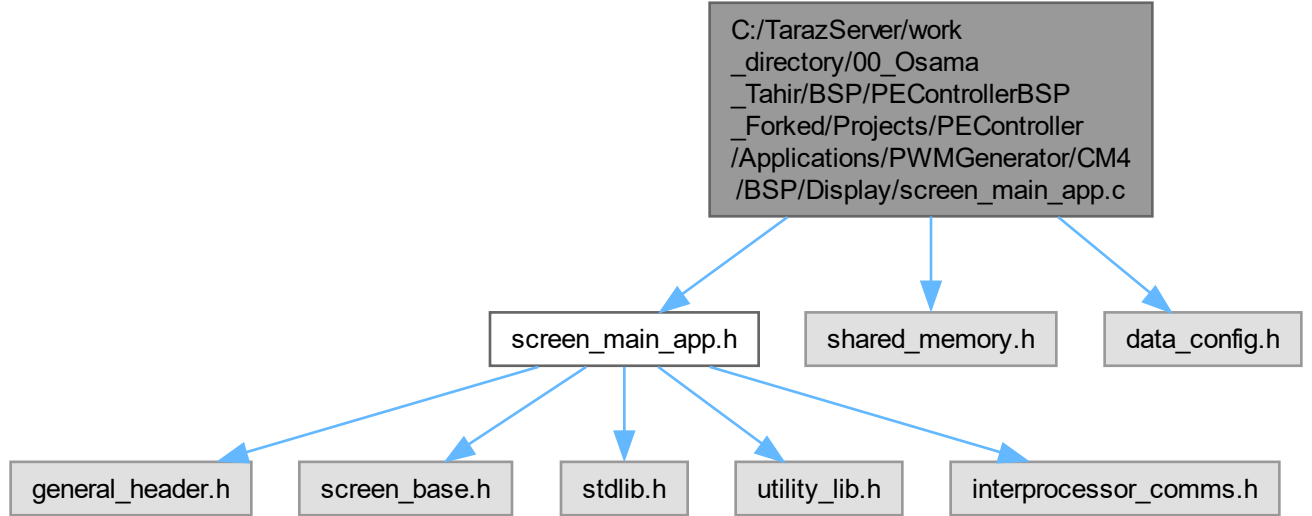 C:/TarazServer/work
_directory/00_Osama
_Tahir/BSP/PEControllerBSP
_Forked/Projects/PEController
/Applications/PWMGenerator/CM4
/BSP/Display/screen_main_app.c
screen_main_app.h
shared_memory.h
data_config.h
general_header.h
screen_base.h
stdlib.h
utility_lib.h
interprocessor_comms.h